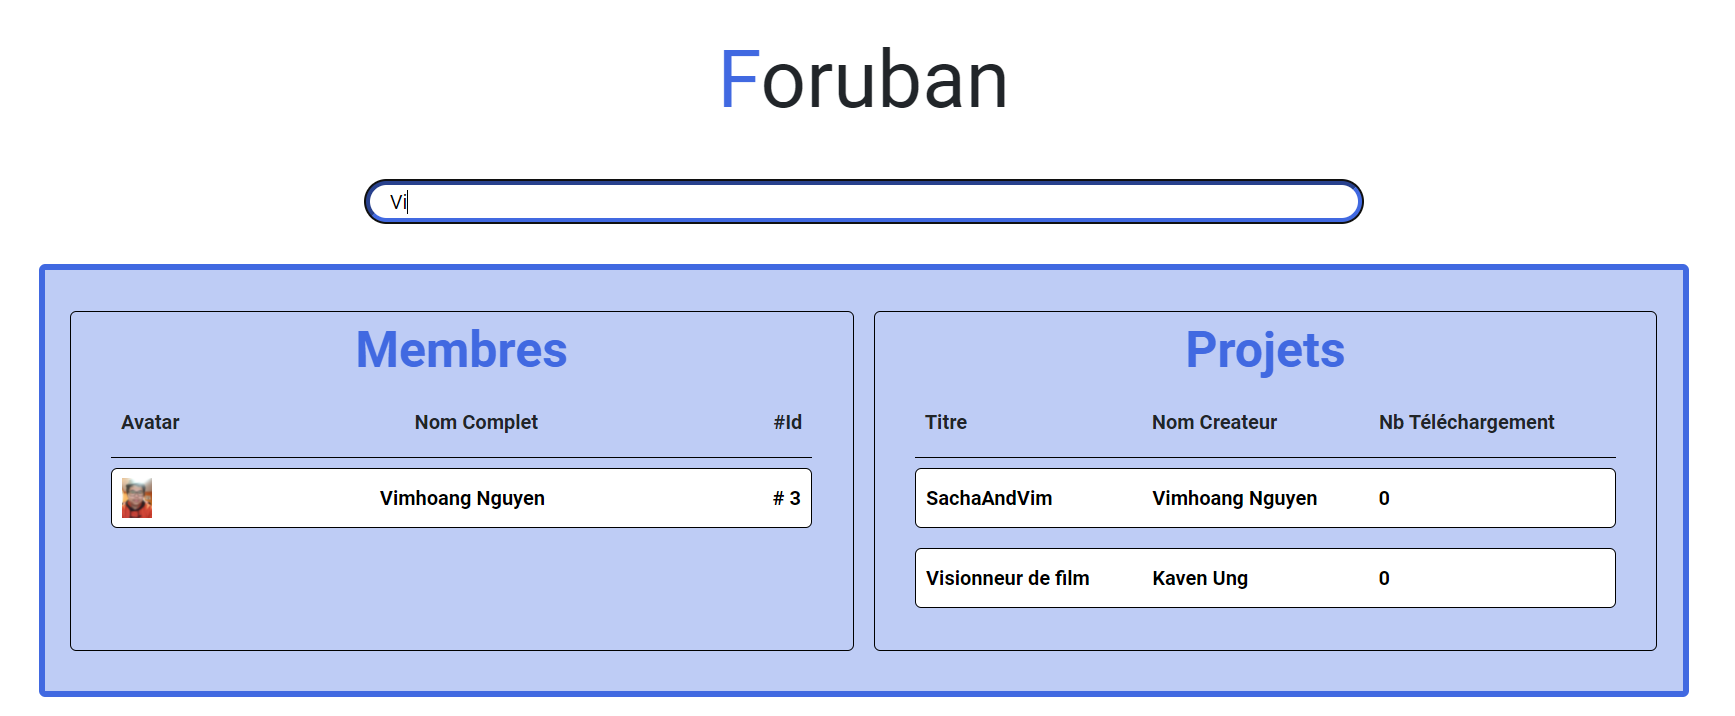 Foruban
Vi
Membres
Avatar Nom Complet #Id
Vimhoang Nguyen # 3
Projets
Titre Nom Createur Nb Téléchargement
SachaAndVim Vimhoang Nguyen 0
Visionneur de film Kaven Ung 0